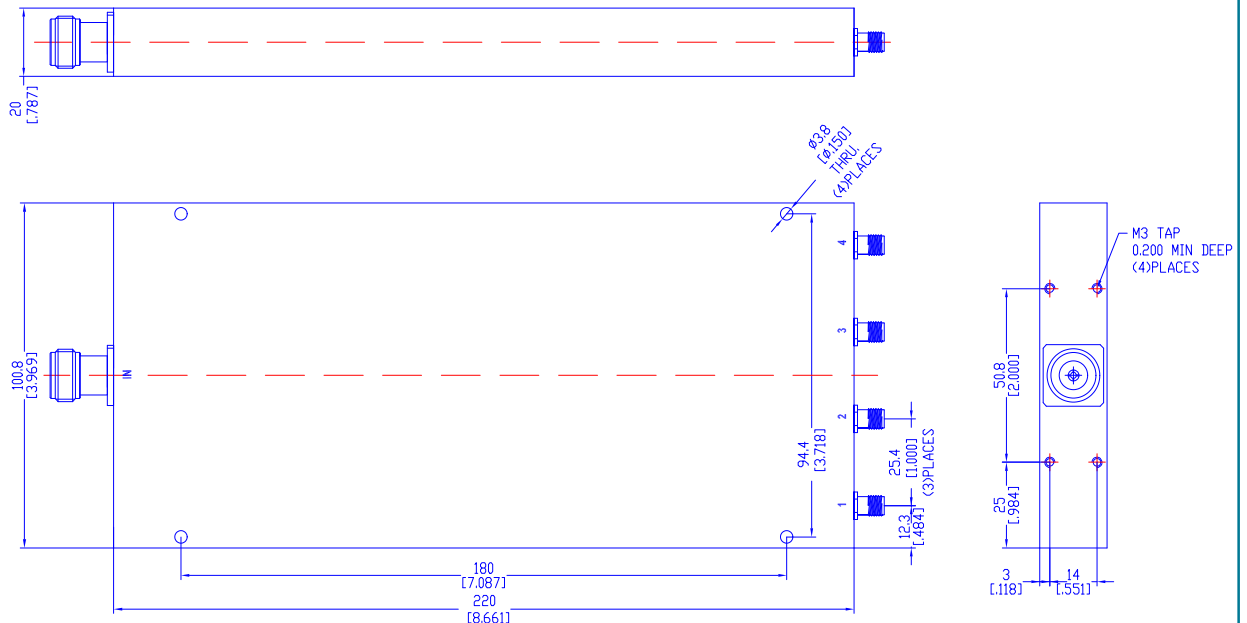 20
[.787]
Ø3.8
[Ø.150]
THRU.
(4)PLACES
100.8
[3.969]
IN
4
3
2
1
94.4
[3.718]
25.4
[1.000]
(3)PLACES
12.3
[.484]
180
[7.087]
220
[8.661]
M3 TAP
0.200 MIN DEEP
(4)PLACES
50.8
[2.000]
25
[.984]
3
[.118]
14
[.551]